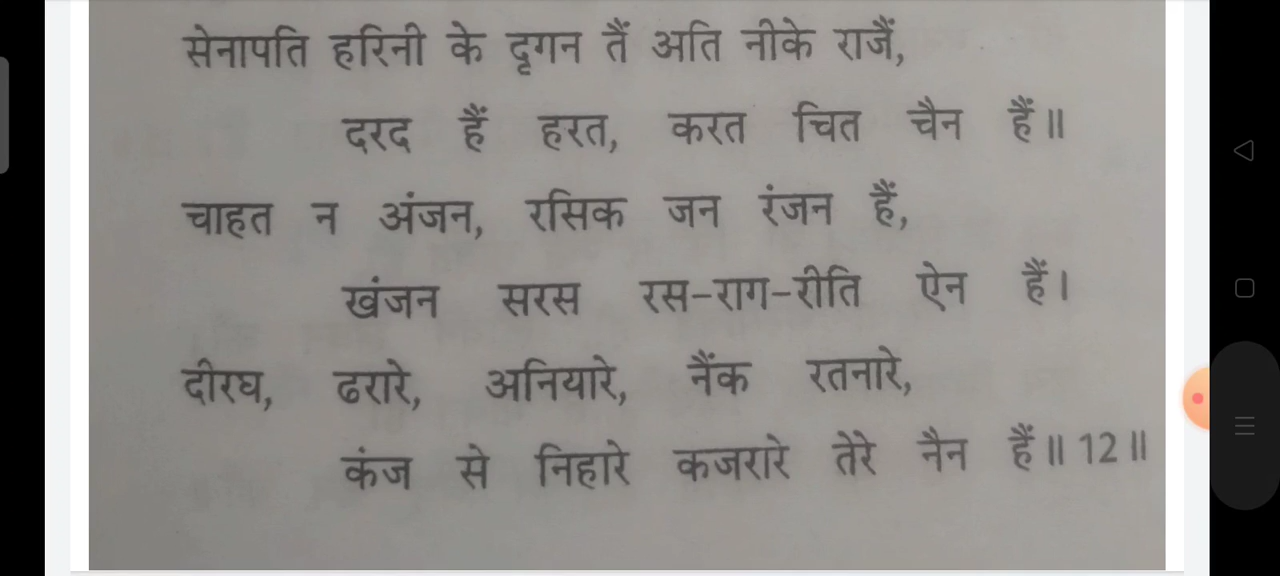 सेनापति हरिनी के दृगन तैं अति नीके राजैं,
दरद हैं हरत, करत चित चैन हैं॥
चाहत न अंजन, रसिक जन रंजन हैं,
खंजन सरस रस-राग-रीति ऐन हैं।
दीरघ, ढरारे, अनियारे, नैंक रतनारे,
कंज से निहारे कजरारे तेरे नैन हैं॥12॥